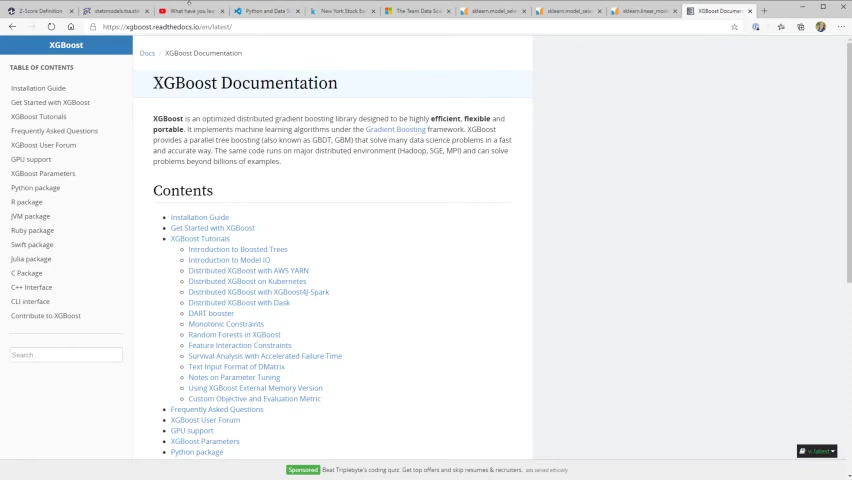 Z-Score Definition
statsmodels.tsa.sta
What have you lea
Python and Data S
New York Stock Ex
The Team Data Sci
sklearn.model_sele
sklearn.model_sele
sklearn.linear_mod
XGBoost Documen
https://xgboost.readthedocs.io/en/latest/
XGBoost
TABLE OF CONTENTS
Installation Guide
Get Started with XGBoost
XGBoost Tutorials
Frequently Asked Questions
XGBoost User Forum
GPU support
XGBoost Parameters
Python package
R package
JVM package
Ruby package
Swift package
Julia package
C Package
C++ Interface
CLI interface
Contribute to XGBoost
Search
Docs › XGBoost Documentation
XGBoost Documentation
XGBoost is an optimized distributed gradient boosting library designed to be highly efficient, flexible and
portable. It implements machine learning algorithms under the Gradient Boosting framework. XGBoost
provides a parallel tree boosting (also known as GBDT, GBM) that solve many data science problems in a fast
and accurate way. The same code runs on major distributed environment (Hadoop, SGE, MPI) and can solve
problems beyond billions of examples.
Contents
• Installation Guide
• Get Started with XGBoost
• XGBoost Tutorials
Introduction to Boosted Trees
Introduction to Model IO
Distributed XGBoost with AWS YARN
Distributed XGBoost on Kubernetes
Distributed XGBoost with XGBoost4J-Spark
Distributed XGBoost with Dask
DART booster
Monotonic Constraints
Random Forests in XGBoost
Feature Interaction Constraints
Survival Analysis with Accelerated Failure Time
Text Input Format of DMatrix
Notes on Parameter Tuning
Using XGBoost External Memory Version
Custom Objective and Evaluation Metric
• Frequently Asked Questions
• XGBoost User Forum
• GPU support
• XGBoost Parameters
• Python package
v: latest
Sponsored Beat Triplebyte's coding quiz. Get top offers and skip resumes & recruiters. ads served ethically